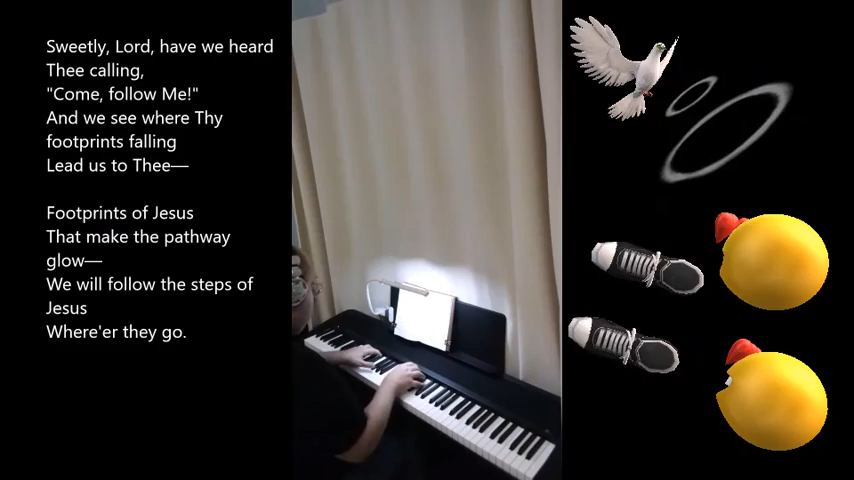 Sweetly, Lord, have we heard
Thee calling,
"Come, follow Me!"
And we see where Thy
footprints falling
Lead us to Thee—
Footprints of Jesus
That make the pathway
glow—
We will follow the steps of
Jesus
Where'er they go.